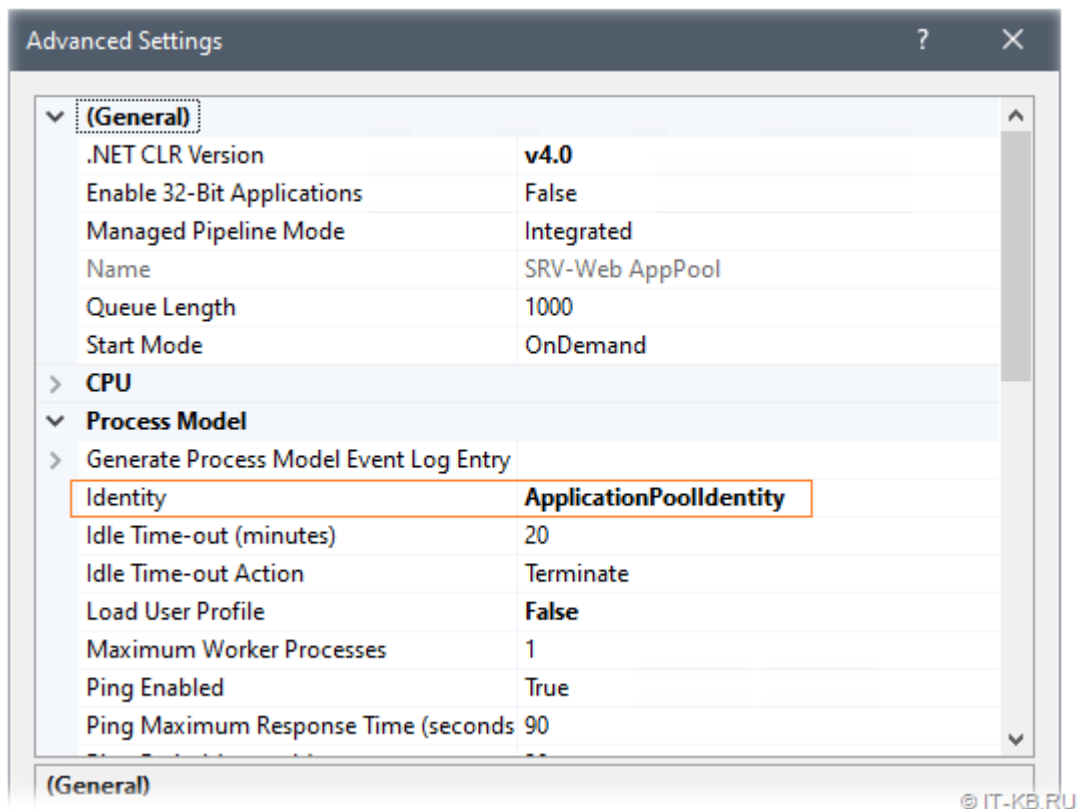 Advanced Settings ?
(General)
.NET CLR Version v4.0
Enable 32-Bit Applications False
Managed Pipeline Mode Integrated
Name SRV-Web AppPool
Queue Length 1000
Start Mode OnDemand
CPU
Process Model
Generate Process Model Event Log Entry
Identity ApplicationPoolIdentity
Idle Time-out (minutes) 20
Idle Time-out Action Terminate
Load User Profile False
Maximum Worker Processes 1
Ping Enabled True
Ping Maximum Response Time (seconds 90
(General)
© IT-KB.RU